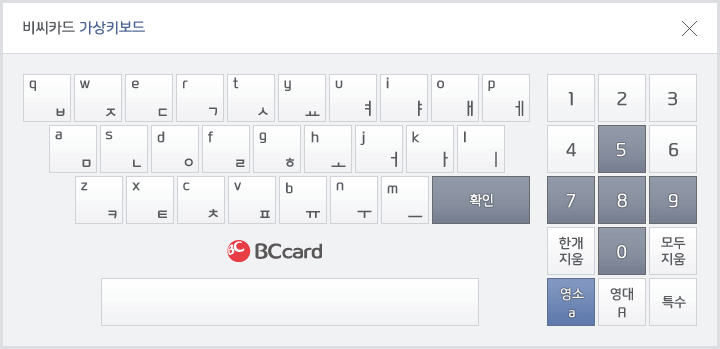 비씨카드 가상키보드
q ㅂ w ㅈ e ㄷ r ㄱ t ㅅ y ㅛ u ㅕ i ㅑ o ㅐ p ㅔ 1 2 3
a ㅁ s ㄴ d ㅇ f ㄹ g ㅎ h ㅗ j ㅓ k ㅏ l ㅣ 4 5 6
z ㅋ x ㅌ c ㅊ v ㅍ b ㅠ n ㅜ m ㅡ 확인 7 8 9
BC BCcard
한개
지움
0
모두
지움
영소
a
영대
A
특수